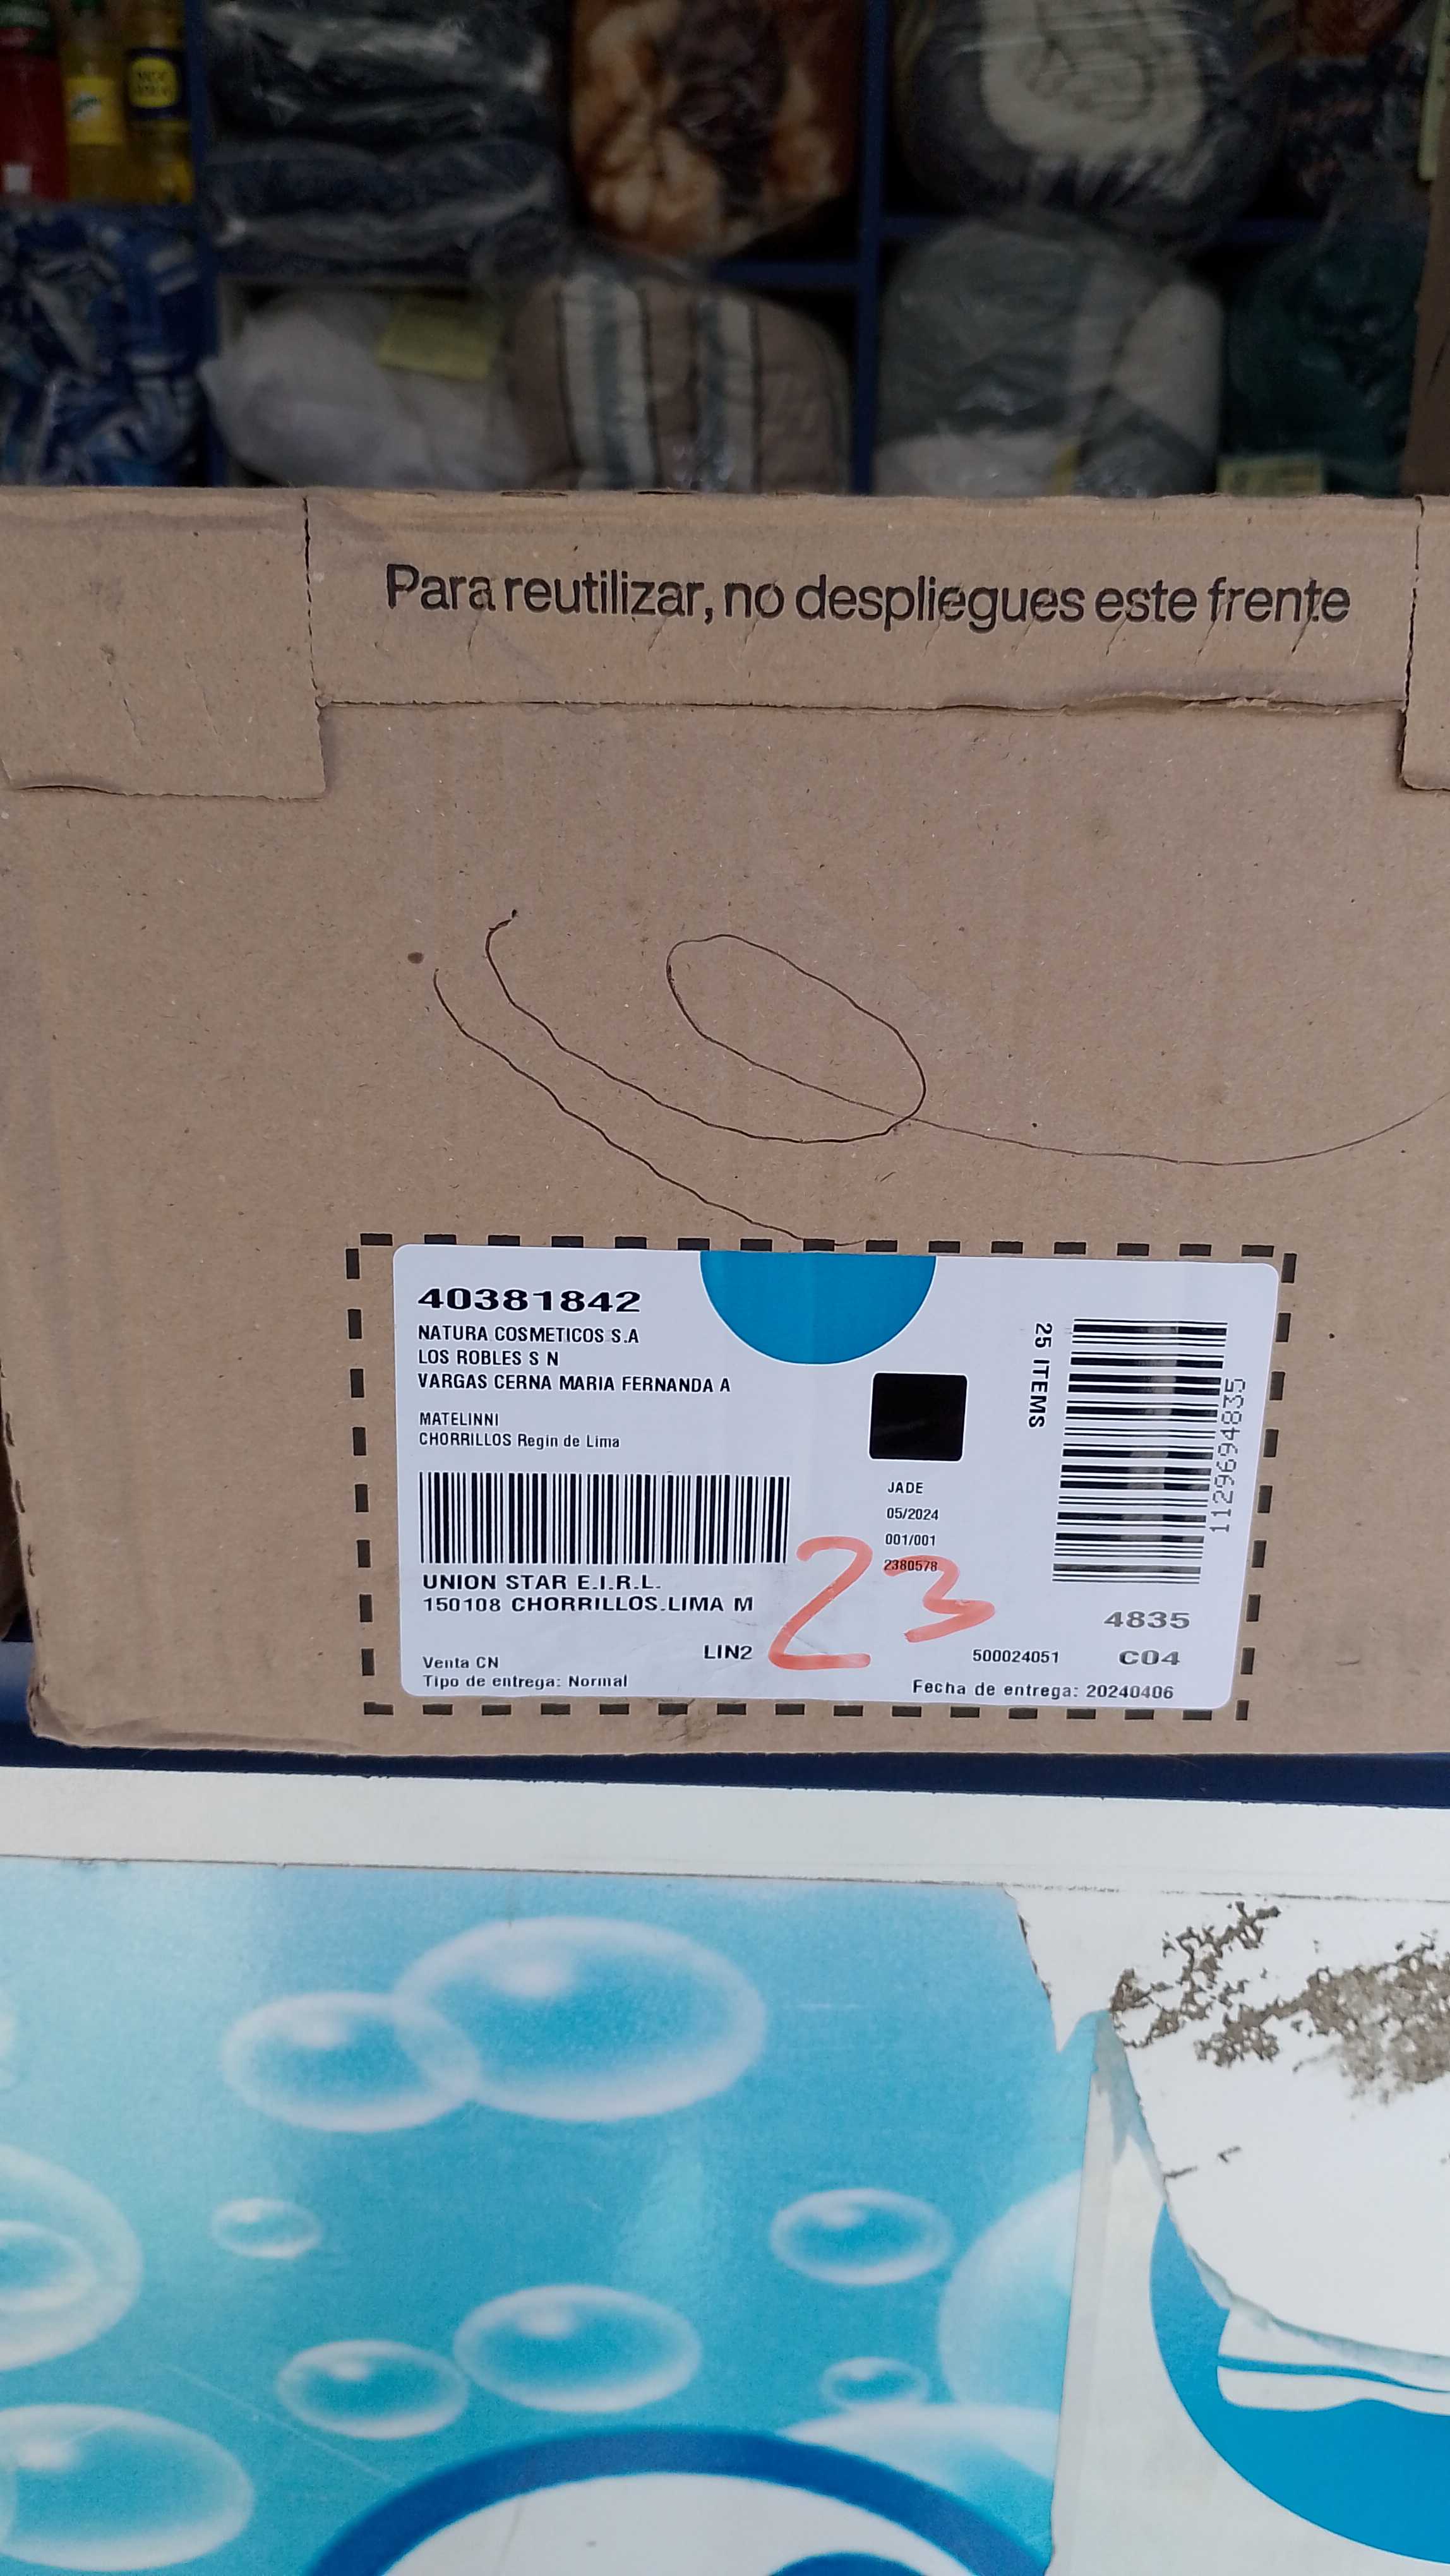 Para reutilizar, no despliegues este frente
40381842
NATURA COSMETICOS S.A
LOS ROBLES S N
VARGAS CERNA MARIA FERNANDA A
MATELINNI
CHORRILLOS Regin de Lima
UNION STAR E.I.R.L.
150108 CHORRILLOS.LIMA M
LIN2
Venta CN
Tipo de entrega: Normal
JADE
05/2024
001/001
2380578
23
25 ITEMS
1129694835
4835
500024051
C04
Fecha de entrega: 20240406